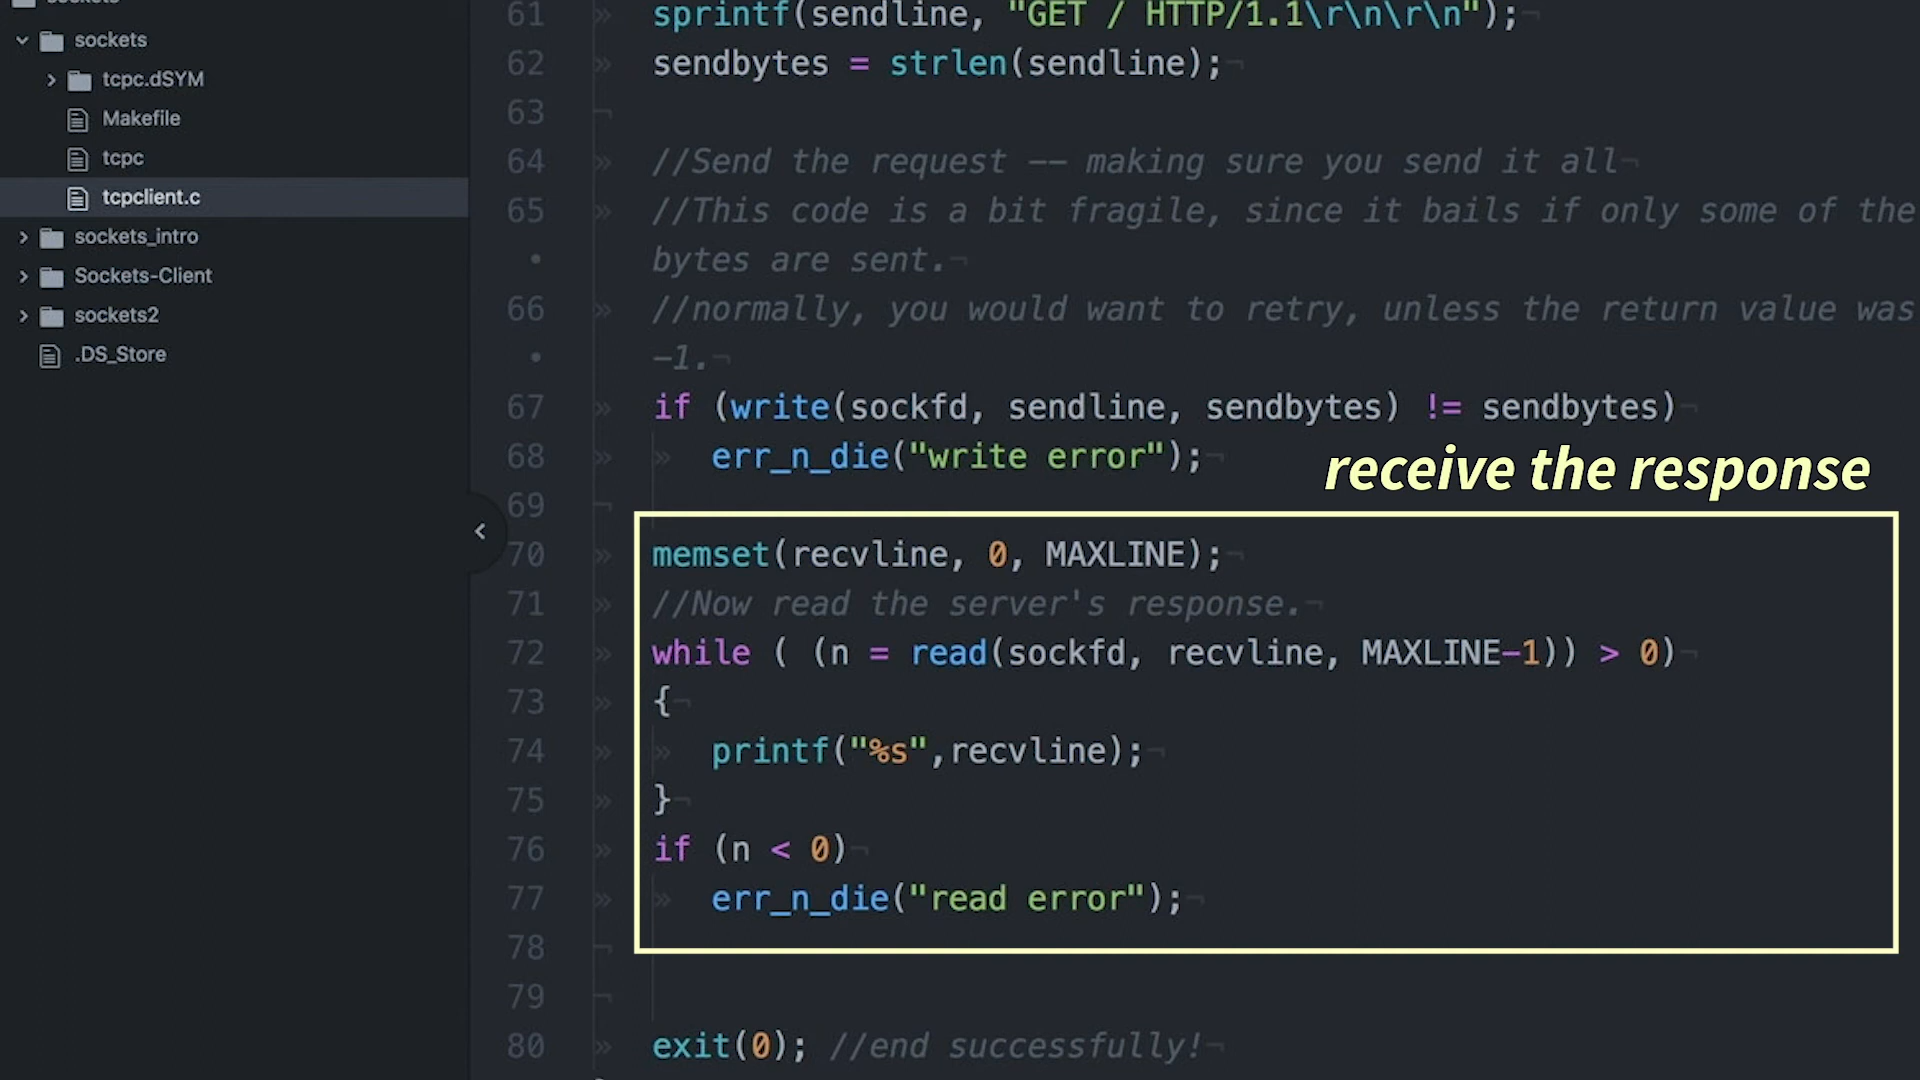 sockets
sockets
tcpc.dSYM
Makefile
tcpc
tcpclient.c
sockets_intro
Sockets-Client
sockets2
.DS_Store
61 sprintf(sendline, "GET / HTTP/1.1\r\n\r\n");
62 sendbytes = strlen(sendline);
63
64 //Send the request -- making sure you send it all
65 //This code is a bit fragile, since it bails if only some of the
bytes are sent.
66 //normally, you would want to retry, unless the return value was
-1.
67 if (write(sockfd, sendline, sendbytes) != sendbytes)
68 err_n_die("write error");
receive the response
69
70 memset(recvline, 0, MAXLINE);
71 //Now read the server's response.
72 while ( (n = read(sockfd, recvline, MAXLINE-1)) > 0)
73 {
74 printf("%s",recvline);
75 }
76 if (n < 0)
77 err_n_die("read error");
78
79
80 exit(0); //end successfully!